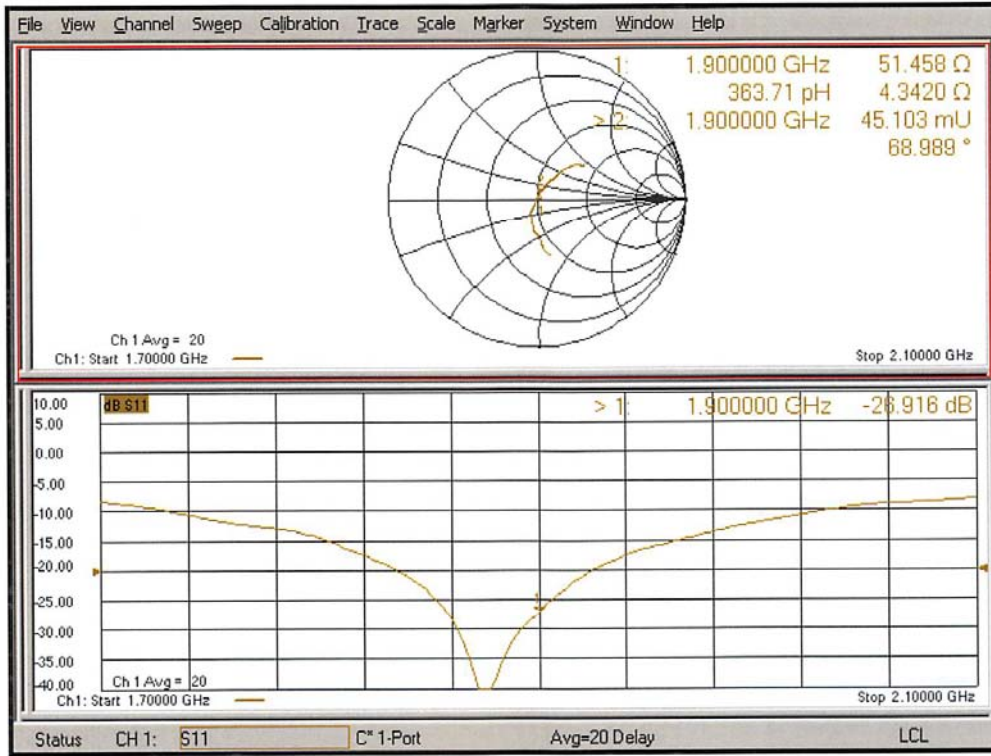 File View Channel Sweep Calibration Trace Scale Marker System Window Help
1: 1.900000 GHz 51.458 Ω
363.71 pH 4.3420 Ω
> 2: 1.900000 GHz 45.103 mU
68.989 °
Ch 1 Avg = 20
Ch1: Start 1.70000 GHz
Stop 2.10000 GHz
10.00 dB S11 > 1: 1.900000 GHz -26.916 dB
5.00
0.00
-5.00
-10.00
-15.00
-20.00
-25.00
1
-30.00
-35.00
-40.00
Ch 1 Avg = 20
Ch1: Start 1.70000 GHz
Stop 2.10000 GHz
Status CH 1: S11 C* 1-Port Avg=20 Delay LCL